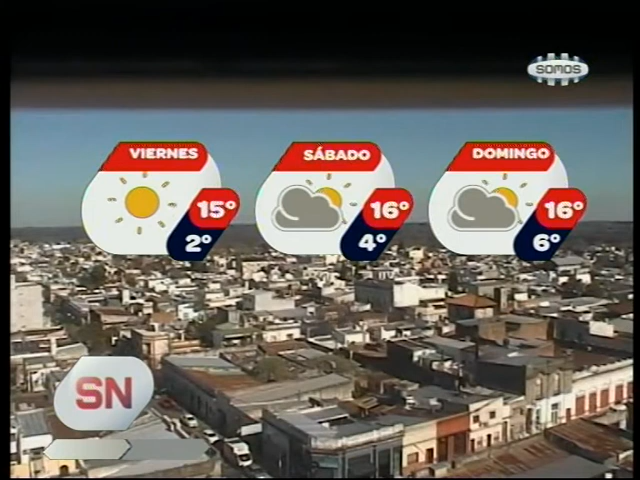 SOMOS
VIERNES
15°
2°
SÁBADO
16°
4°
DOMINGO
16°
6°
SN